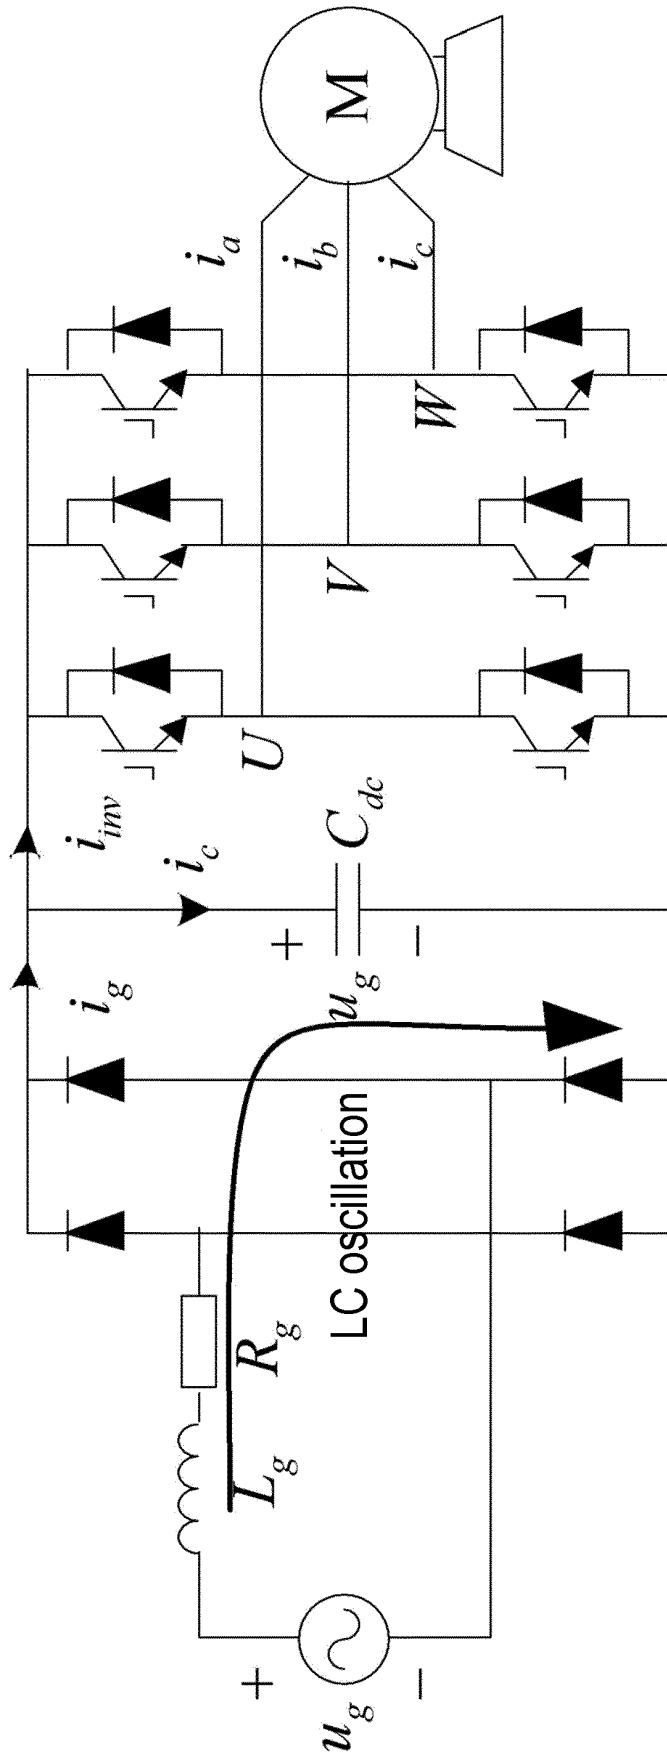 u_g
+
−
L_g
R_g
LC oscillation
i_g
u_g
+
−
i_c
C_dc
i_inv
U
V
W
i_a
i_b
i_c
M